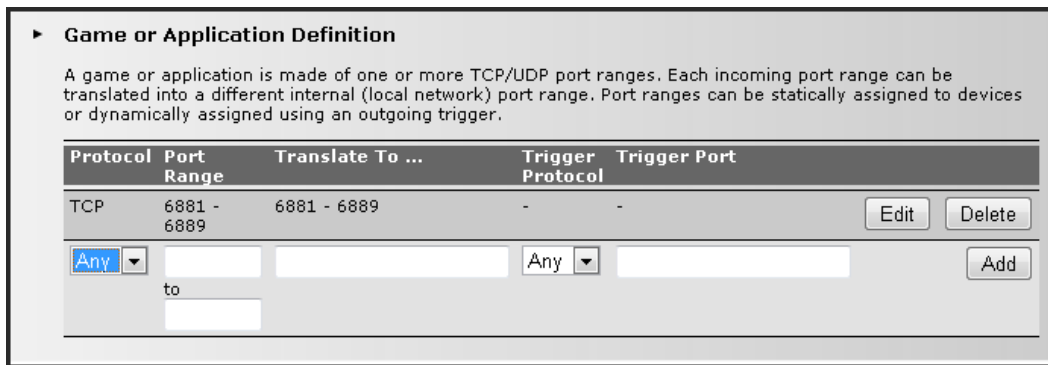 Game or Application Definition
A game or application is made of one or more TCP/UDP port ranges. Each incoming port range can be
translated into a different internal (local network) port range. Port ranges can be statically assigned to devices
or dynamically assigned using an outgoing trigger.
Protocol Port Range Translate To ... Trigger Protocol Trigger Port
TCP 6881 - 6889 6881 - 6889 - - Edit Delete
Any Any Add
to